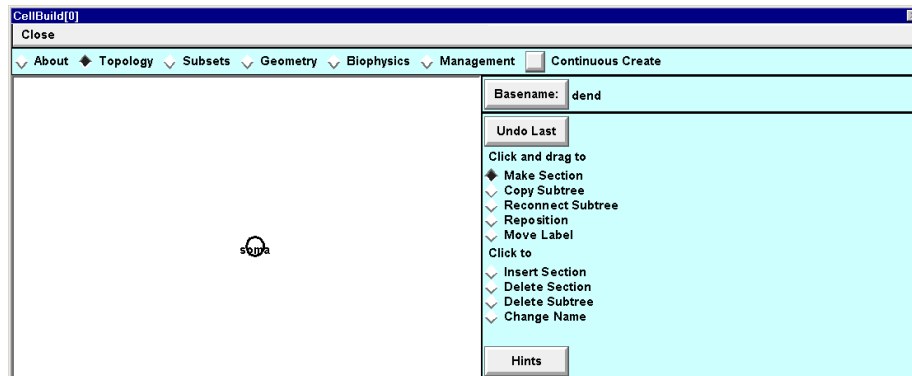 CellBuild[0]
Close
About Topology Subsets Geometry Biophysics Management Continuous Create
Basename: dend
Undo Last
Click and drag to
Make Section
Copy Subtree
Reconnect Subtree
Reposition
Move Label
soma
Click to
Insert Section
Delete Section
Delete Subtree
Change Name
Hints